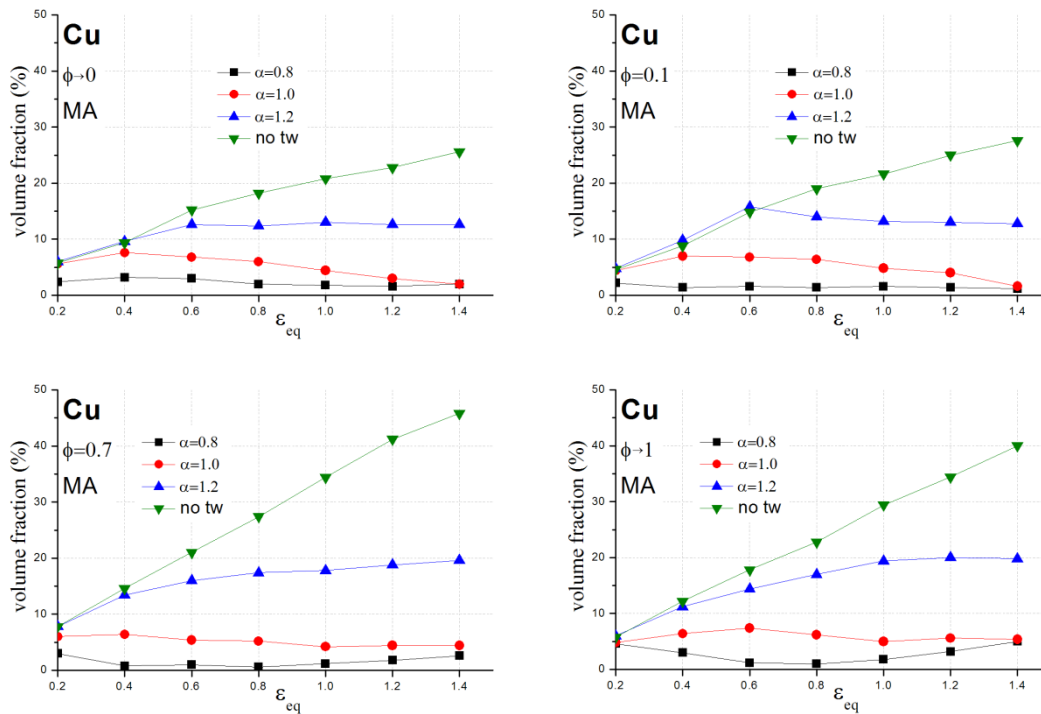 Cu
ϕ→0
MA
α=0.8
α=1.0
α=1.2
no tw
volume fraction (%)
50
40
30
20
10
0
0.2 0.4 0.6 0.8 1.0 1.2 1.4
ε_eq
Cu
ϕ=0.1
MA
α=0.8
α=1.0
α=1.2
no tw
volume fraction (%)
50
40
30
20
10
0
0.2 0.4 0.6 0.8 1.0 1.2 1.4
ε_eq
Cu
ϕ=0.7
MA
α=0.8
α=1.0
α=1.2
no tw
volume fraction (%)
50
40
30
20
10
0
0.2 0.4 0.6 0.8 1.0 1.2 1.4
ε_eq
Cu
ϕ→1
MA
α=0.8
α=1.0
α=1.2
no tw
volume fraction (%)
50
40
30
20
10
0
0.2 0.4 0.6 0.8 1.0 1.2 1.4
ε_eq